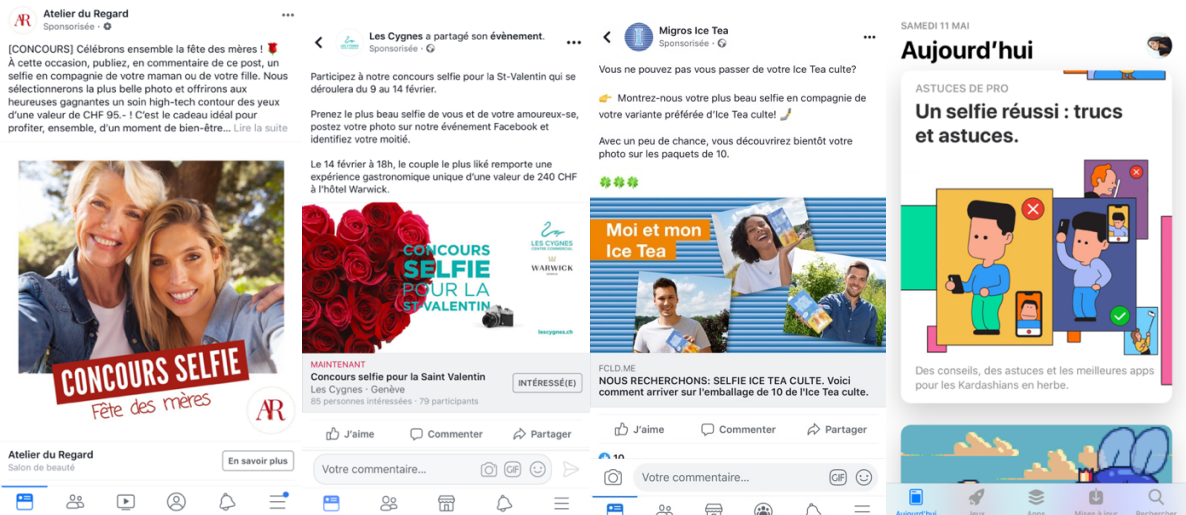 AR
Atelier du Regard
Sponsorisée ·
[CONCOURS] Célébrons ensemble la fête des mères ! 🌹
À cette occasion, publiez, en commentaire de ce post, un
selfie en compagnie de votre maman ou de votre fille. Nous
sélectionnerons la plus belle photo et offrirons aux
heureuses gagnantes un soin high-tech contour des yeux
d'une valeur de CHF 95.- ! C'est le cadeau idéal pour
profiter, ensemble, d'un moment de bien-être... Lire la suite
CONCOURS SELFIE
Fête des mères
AR
Atelier du Regard
Salon de beauté
En savoir plus
Les Cygnes a partagé son évènement.
Sponsorisée ·
Participez à notre concours selfie pour la St-Valentin qui se
déroulera du 9 au 14 février.
Prenez le plus beau selfie de vous et de votre amoureux-se,
postez votre photo sur notre événement Facebook et
identifiez votre moitié.
Le 14 février à 18h, le couple le plus liké remporte une
expérience gastronomique unique d'une valeur de 240 CHF
à l'hôtel Warwick.
CONCOURS
SELFIE
POUR LA
ST-VALENTIN
LES CYGNES
CENTRE COMMERCIAL
WARWICK
lescygnes.ch
MAINTENANT
Concours selfie pour la Saint Valentin
Les Cygnes · Genève
85 personnes intéressées · 79 participants
INTÉRESSÉ(E)
J'aime
Commenter
Partager
Votre commentaire...
GIF
Migros Ice Tea
Sponsorisée ·
Vous ne pouvez pas vous passer de votre Ice Tea culte?
👉 Montrez-nous votre plus beau selfie en compagnie de
votre variante préférée d'Ice Tea culte! 🤳
Avec un peu de chance, vous découvrirez bientôt votre
photo sur les paquets de 10.
🍀🍀🍀
Moi et mon
Ice Tea
FCLD.ME
NOUS RECHERCHONS: SELFIE ICE TEA CULTE. Voici
comment arriver sur l'emballage de 10 de l'Ice Tea culte.
J'aime
Commenter
Partager
10
Votre commentaire...
GIF
SAMEDI 11 MAI
Aujourd'hui
ASTUCES DE PRO
Un selfie réussi : trucs
et astuces.
Des conseils, des astuces et les meilleures apps
pour les Kardashians en herbe.
Aujourd'hui
Jeux
Apps
Mises à jour
Rechercher